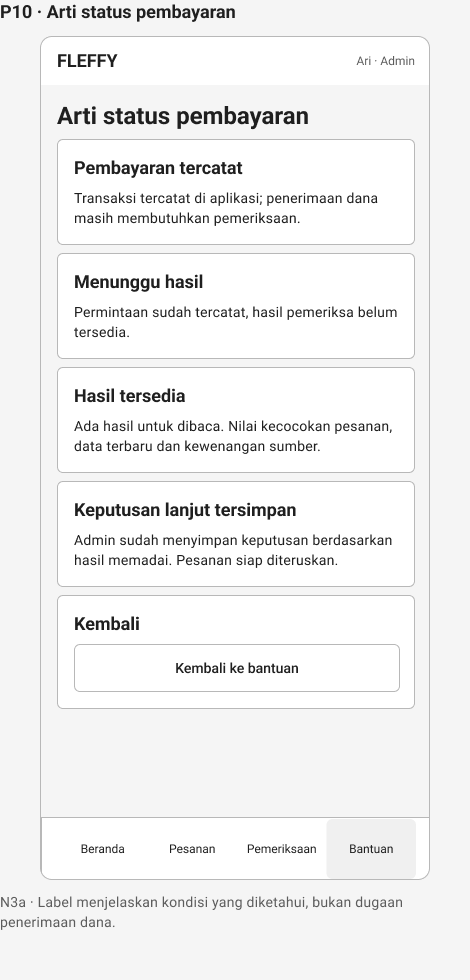 P10 · Arti status pembayaran
FLEFFY
Ari · Admin
Arti status pembayaran
Pembayaran tercatat
Transaksi tercatat di aplikasi; penerimaan dana
masih membutuhkan pemeriksaan.
Menunggu hasil
Permintaan sudah tercatat, hasil pemeriksa belum
tersedia.
Hasil tersedia
Ada hasil untuk dibaca. Nilai kecocokan pesanan,
data terbaru dan kewenangan sumber.
Keputusan lanjut tersimpan
Admin sudah menyimpan keputusan berdasarkan
hasil memadai. Pesanan siap diteruskan.
Kembali
Kembali ke bantuan
Beranda Pesanan Pemeriksaan Bantuan
N3a · Label menjelaskan kondisi yang diketahui, bukan dugaan
penerimaan dana.